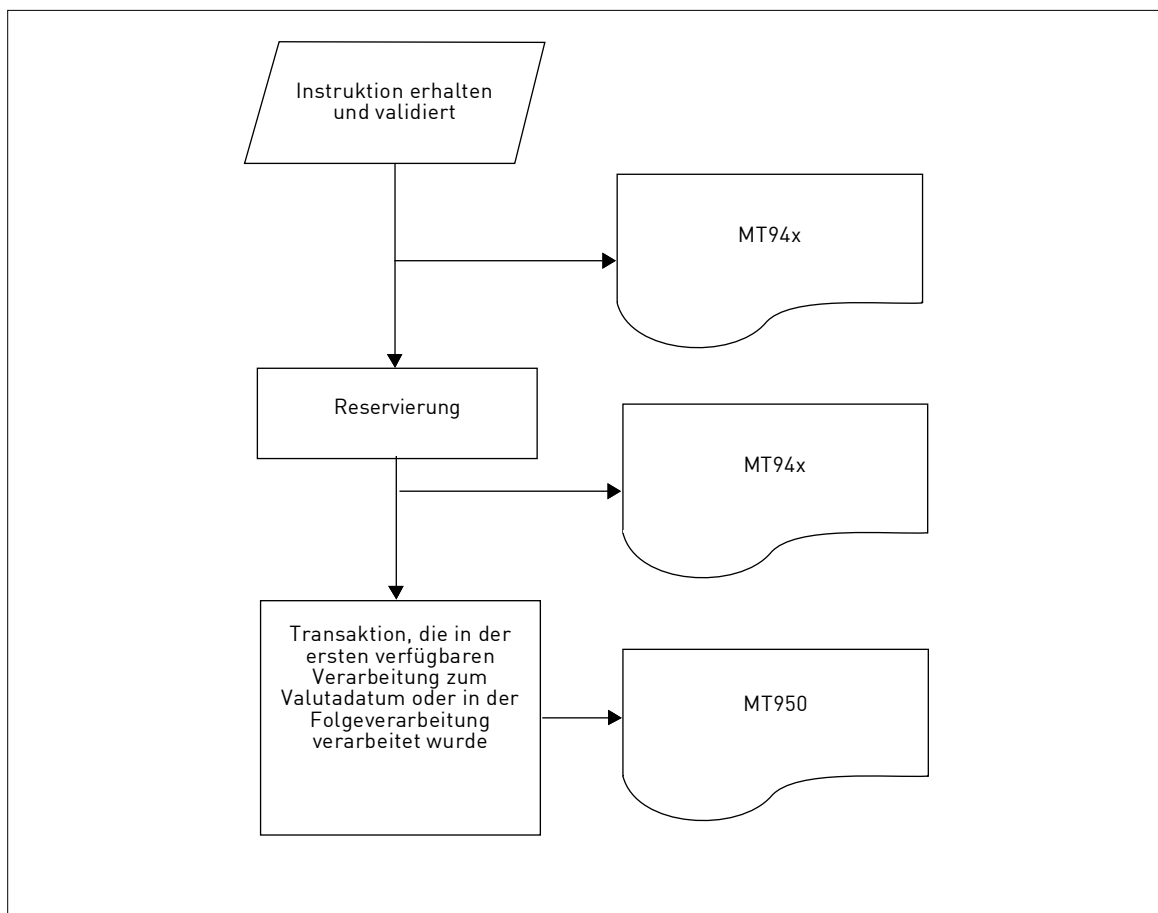 Instruktion erhalten
und validiert
MT94x
Reservierung
MT94x
Transaktion, die in der
ersten verfügbaren
Verarbeitung zum
Valutadatum oder in der
Folgeverarbeitung
verarbeitet wurde
MT950